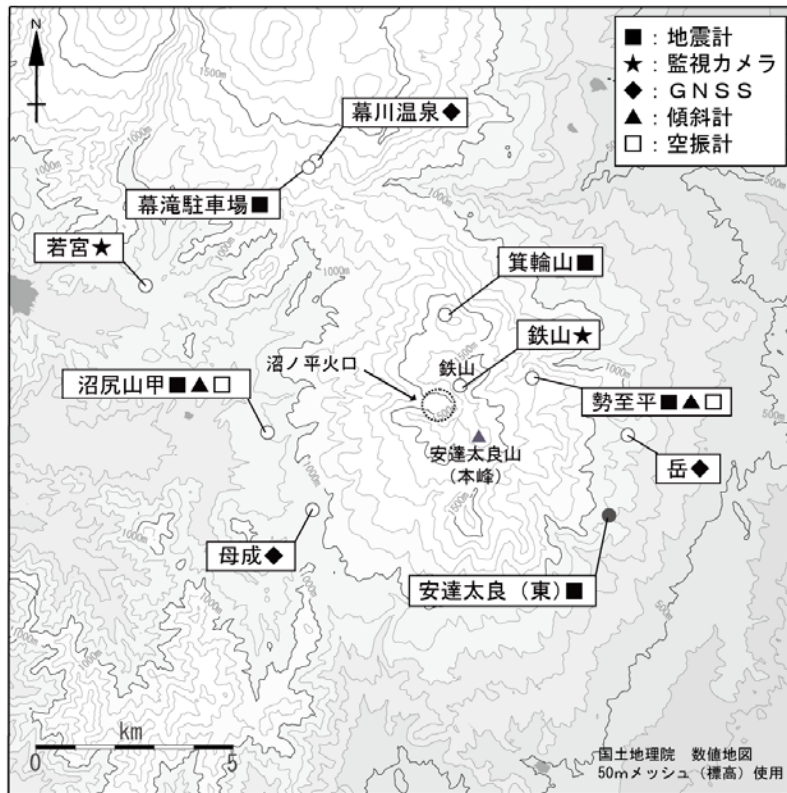 N
■：地震計
★：監視カメラ
◆：ＧＮＳＳ
▲：傾斜計
□：空振計
1500m
幕川温泉◆
幕滝駐車場■
若宮★
箕輪山■
鉄山★
鉄山
沼ノ平火口
沼尻山甲■▲□
勢至平■▲□
安達太良山
（本峰）
岳◆
母成◆
安達太良（東）■
1000m
500m
km
0 5
国土地理院　数値地図
50mメッシュ（標高）使用